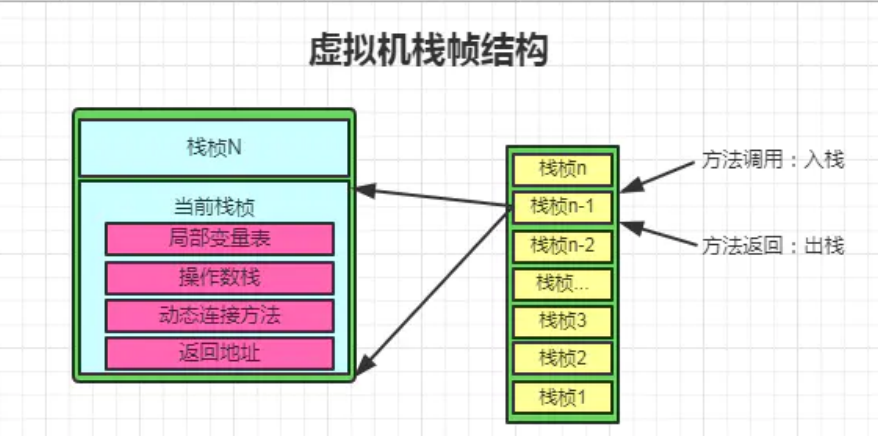 虚拟机栈帧结构
栈桢N
当前栈桢
局部变量表
操作数栈
动态连接方法
返回地址
栈桢n
栈桢n-1
栈桢n-2
栈桢...
栈桢3
栈桢2
栈桢1
方法调用：入栈
方法返回：出栈